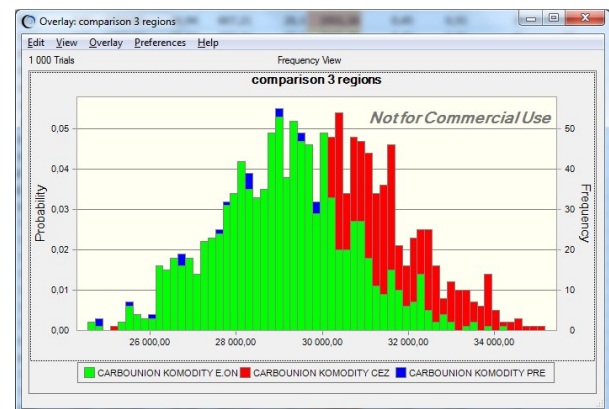 Overlay: comparison 3 regions
Edit View Overlay Preferences Help
1 000 Trials Frequency View
comparison 3 regions
Not for Commercial Use
0,05
0,04
0,03
0,02
0,01
0,00
Probability
50
40
30
20
10
0
Frequency
26 000,00 28 000,00 30 000,00 32 000,00 34 000,00
CARBOUNION KOMODITY E.ON CARBOUNION KOMODITY CEZ CARBOUNION KOMODITY PRE